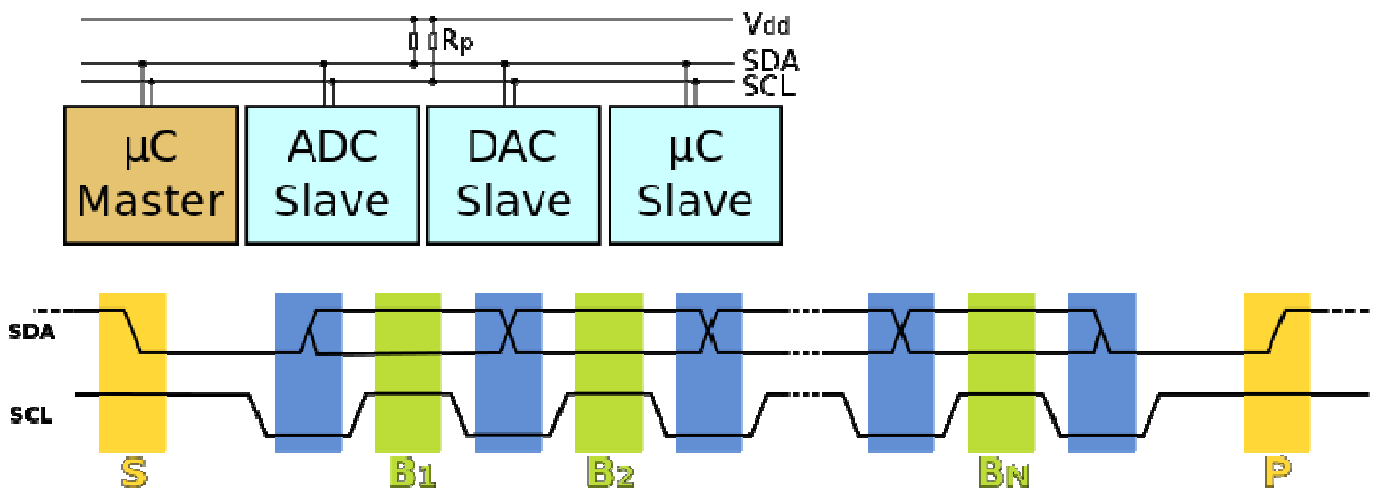 Vdd
Rp
SDA
SCL
µC Master
ADC Slave
DAC Slave
µC Slave
SDA
SCL
S B1 B2 BN P